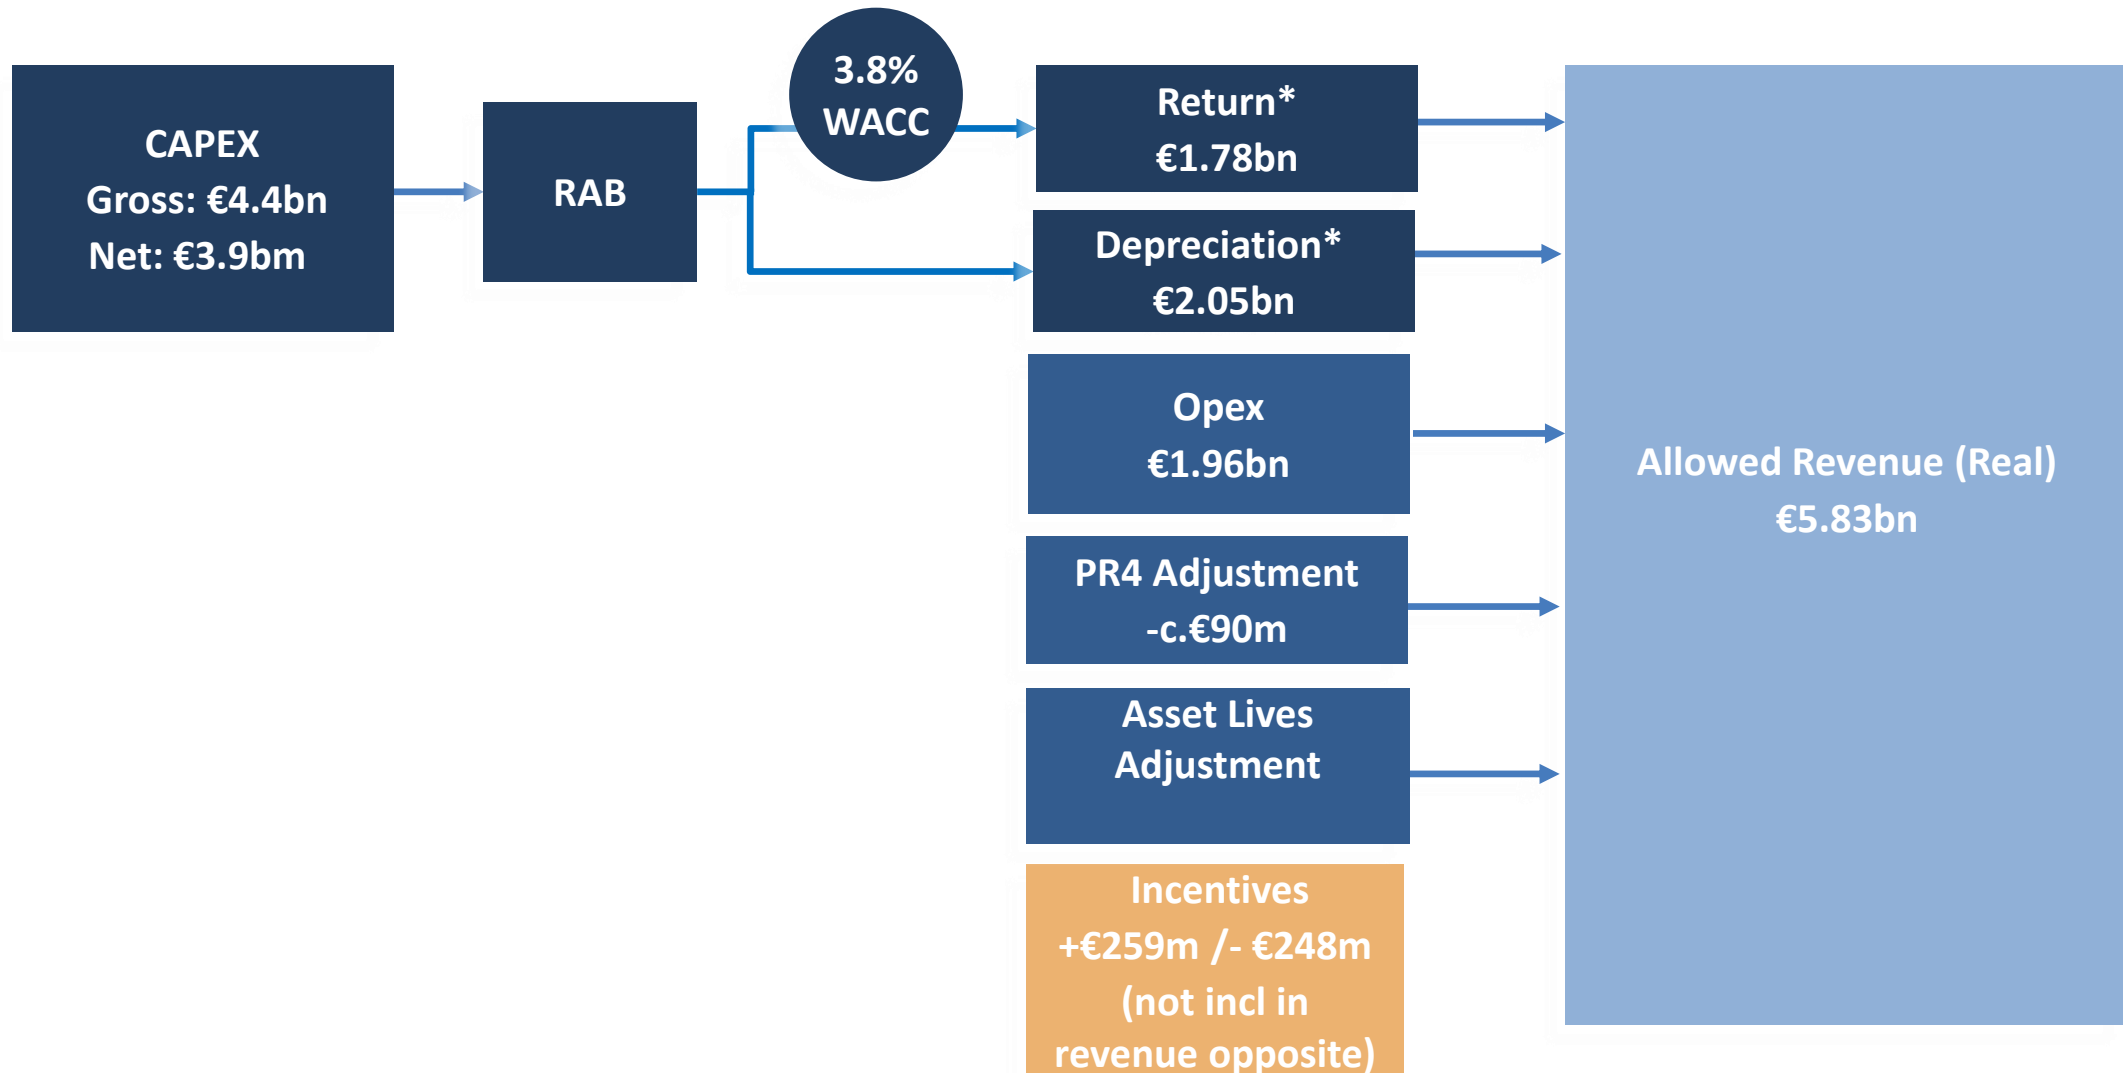 CAPEX
Gross: €4.4bn
Net: €3.9bm
RAB
3.8%
WACC
Return*
€1.78bn
Depreciation*
€2.05bn
Opex
€1.96bn
PR4 Adjustment
-c.€90m
Asset Lives
Adjustment
Incentives
+€259m /- €248m
(not incl in
revenue opposite)
Allowed Revenue (Real)
€5.83bn